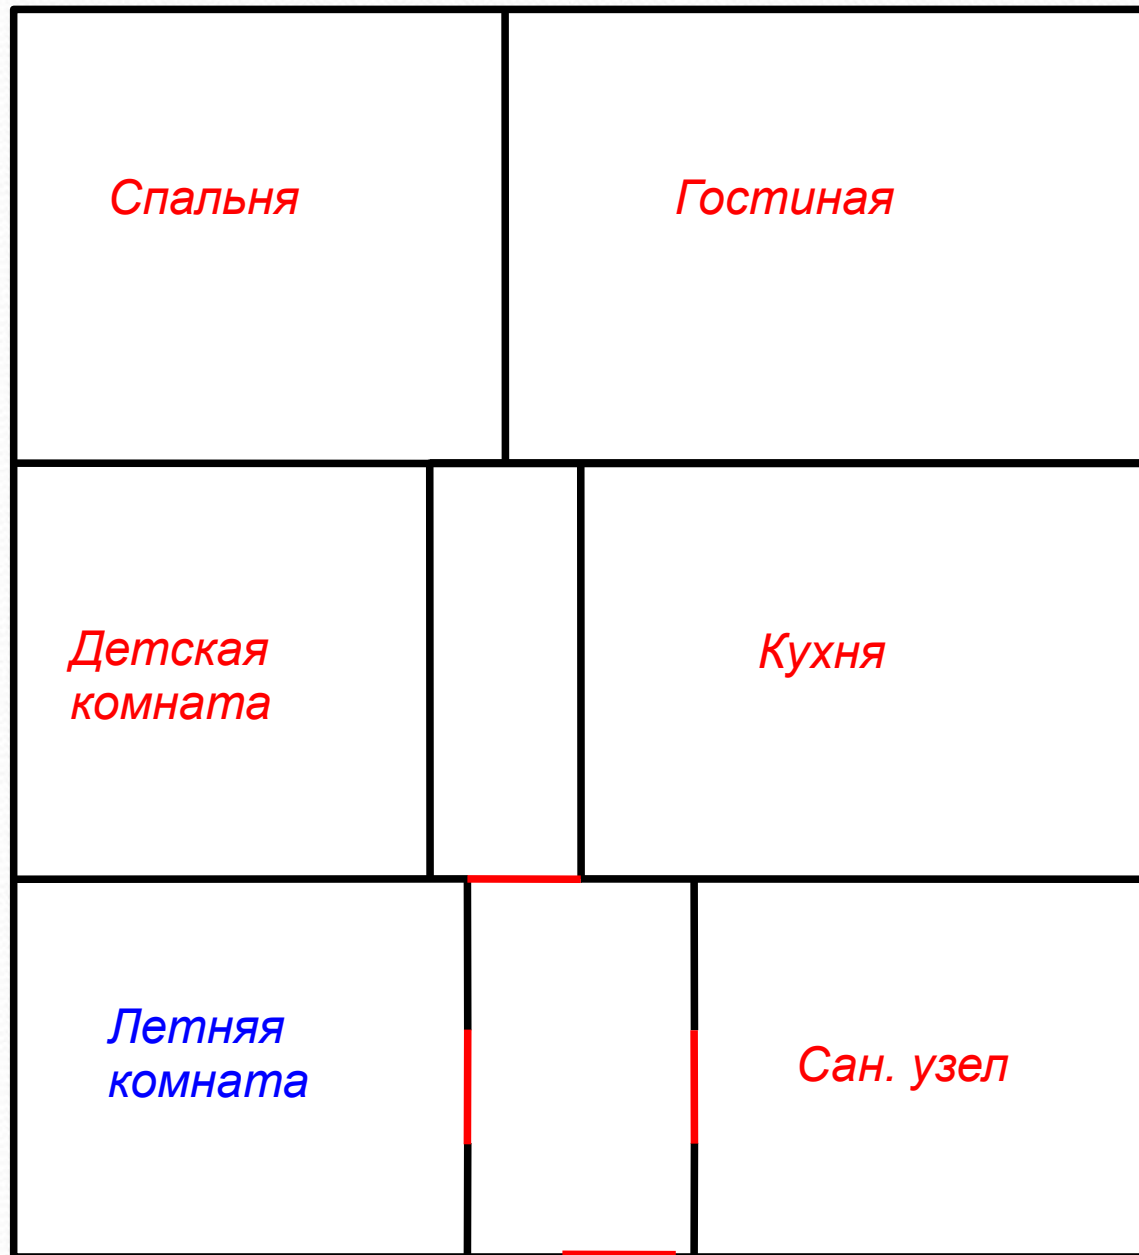 Спальня
Гостиная
Детская
комната
Кухня
Летняя
комната
Сан. узел